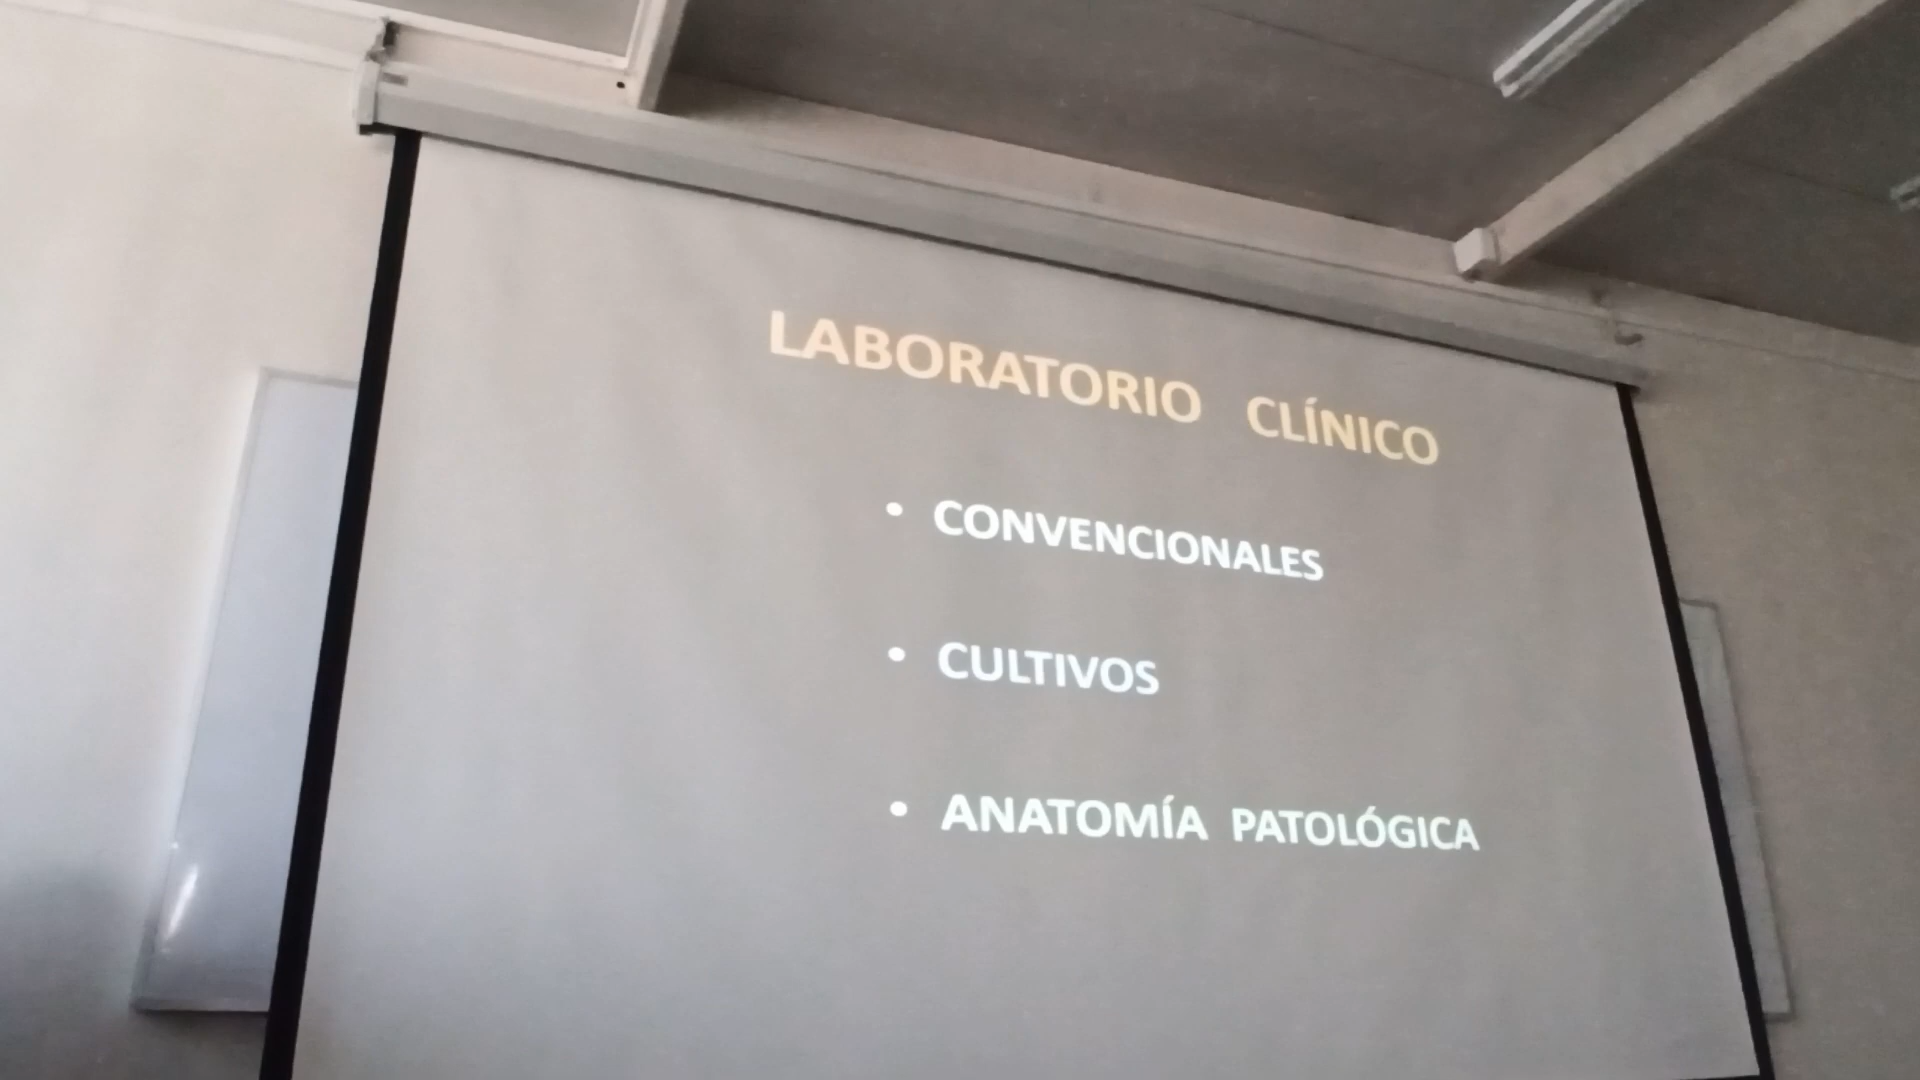 LABORATORIO CLÍNICO
• CONVENCIONALES
• CULTIVOS
• ANATOMÍA PATOLÓGICA